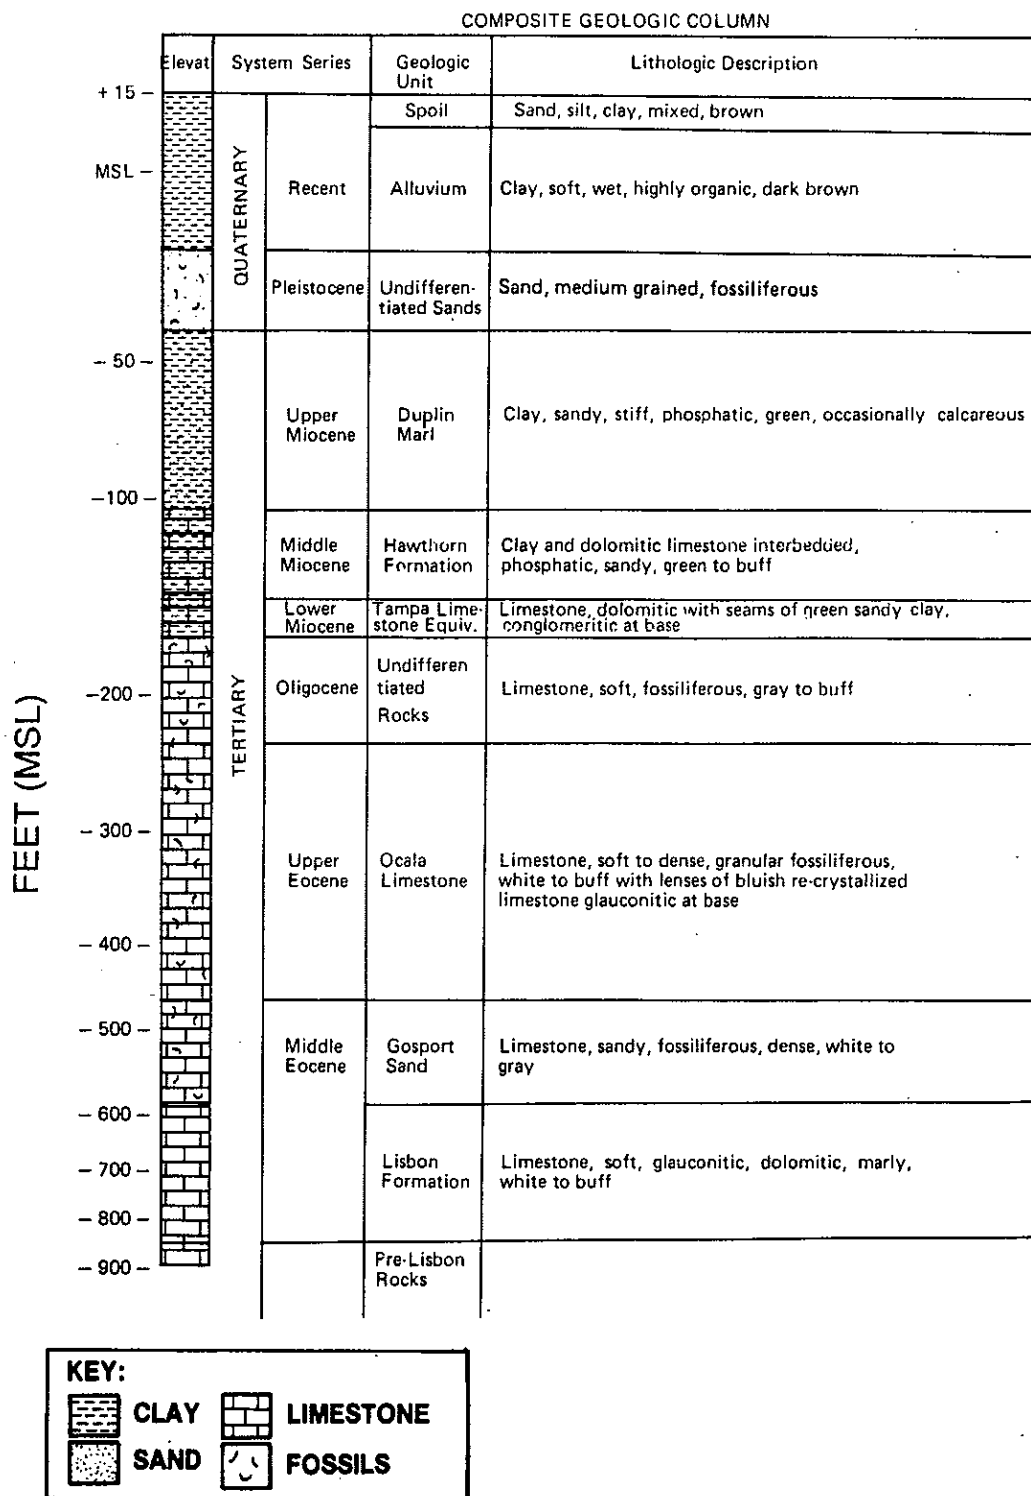 COMPOSITE GEOLOGIC COLUMN
Elevat
System Series
Geologic
Unit
Lithologic Description
+ 15 –
Spoil
Sand, silt, clay, mixed, brown
MSL –
QUATERNARY
Recent
Alluvium
Clay, soft, wet, highly organic, dark brown
Pleistocene
Undifferen-
tiated Sands
Sand, medium grained, fossiliferous
– 50 –
Upper
Miocene
Duplin
Marl
Clay, sandy, stiff, phosphatic, green, occasionally calcareous
–100 –
Middle
Miocene
Hawthorn
Formation
Clay and dolomitic limestone interbedded,
phosphatic, sandy, green to buff
Lower
Miocene
Tampa Lime-
stone Equiv.
Limestone, dolomitic with seams of green sandy clay,
conglomeritic at base
FEET (MSL)
–200 –
TERTIARY
Oligocene
Undifferen
tiated
Rocks
Limestone, soft, fossiliferous, gray to buff
– 300 –
Upper
Eocene
Ocala
Limestone
Limestone, soft to dense, granular fossiliferous,
white to buff with lenses of bluish re-crystallized
limestone glauconitic at base
– 400 –
– 500 –
Middle
Eocene
Gosport
Sand
Limestone, sandy, fossiliferous, dense, white to
gray
– 600 –
– 700 –
Lisbon
Formation
Limestone, soft, glauconitic, dolomitic, marly,
white to buff
– 800 –
– 900 –
Pre-Lisbon
Rocks
KEY:
CLAY
LIMESTONE
SAND
FOSSILS